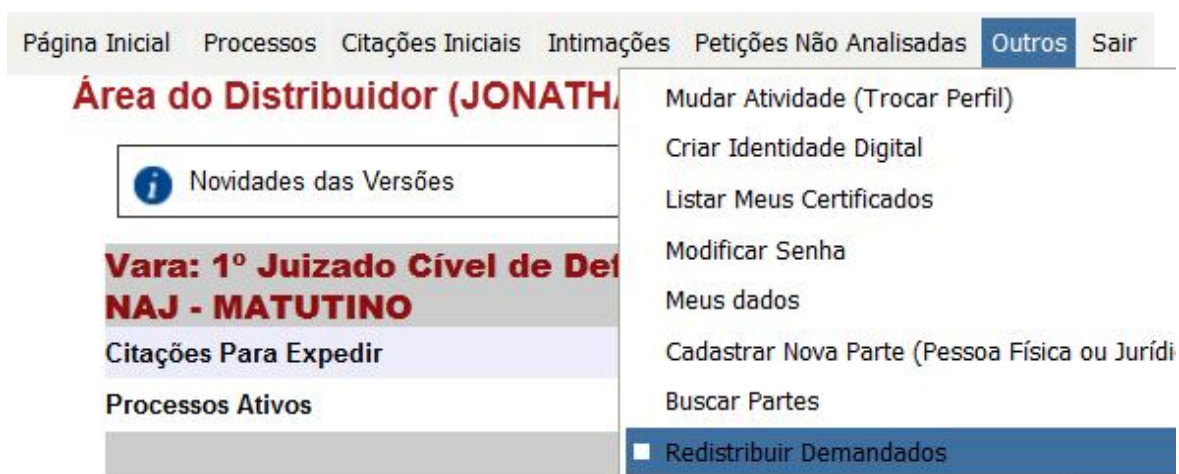 Página Inicial Processos Citações Iniciais Intimações Petições Não Analisadas Outros Sair
Área do Distribuidor (JONATHA
Mudar Atividade (Trocar Perfil)
Criar Identidade Digital
Novidades das Versões
Listar Meus Certificados
Modificar Senha
Vara: 1º Juizado Cível de Def
NAJ - MATUTINO
Meus dados
Citações Para Expedir
Cadastrar Nova Parte (Pessoa Física ou Jurídi
Processos Ativos
Buscar Partes
Redistribuir Demandados